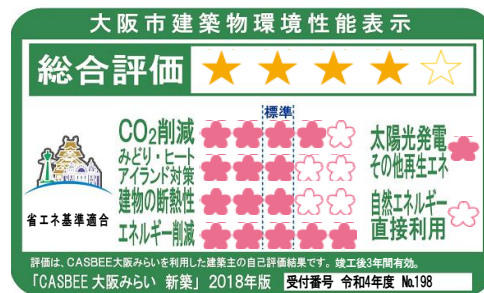 大阪市建築物環境性能表示
総合評価
標準
CO2削減
みどり・ヒート
アイランド対策
建物の断熱性
エネルギー削減
太陽光発電
その他再生エネ
自然エネルギー
直接利用
省エネ基準適合
評価は、CASBEE大阪みらいを利用した建築主の自己評価結果です。竣工後3年間有効。
「CASBEE大阪みらい 新築」2018年版 受付番号 令和4年度 No.198